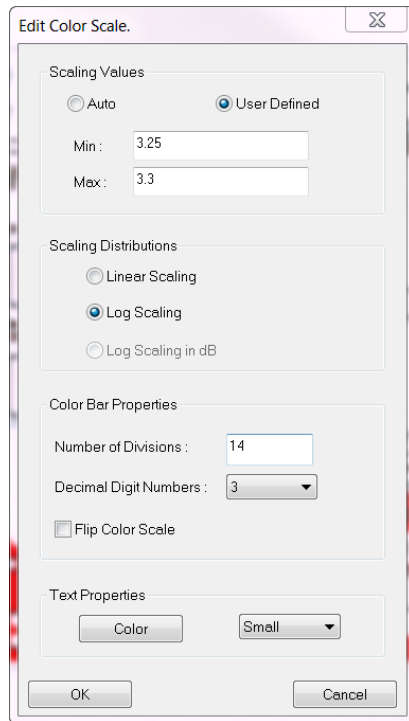 Edit Color Scale.
Scaling Values
Auto User Defined
Min : 3.25
Max : 3.3
Scaling Distributions
Linear Scaling
Log Scaling
Log Scaling in dB
Color Bar Properties
Number of Divisions : 14
Decimal Digit Numbers : 3
Flip Color Scale
Text Properties
Color Small
OK Cancel